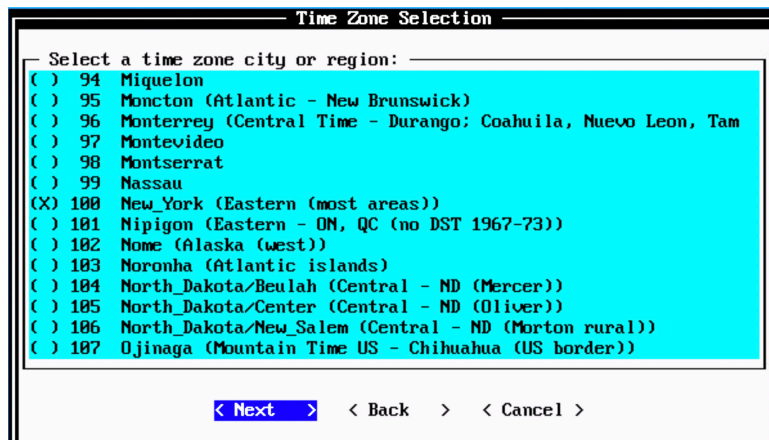 Time Zone Selection
Select a time zone city or region:
( ) 94 Miquelon
( ) 95 Moncton (Atlantic - New Brunswick)
( ) 96 Monterrey (Central Time - Durango; Coahuila, Nuevo Leon, Tam
( ) 97 Montevideo
( ) 98 Montserrat
( ) 99 Nassau
(X) 100 New_York (Eastern (most areas))
( ) 101 Nipigon (Eastern - ON, QC (no DST 1967-73))
( ) 102 Nome (Alaska (west))
( ) 103 Noronha (Atlantic islands)
( ) 104 North_Dakota/Beulah (Central - ND (Mercer))
( ) 105 North_Dakota/Center (Central - ND (Oliver))
( ) 106 North_Dakota/New_Salem (Central - ND (Morton rural))
( ) 107 Ojinaga (Mountain Time US - Chihuahua (US border))
< Next > < Back > < Cancel >